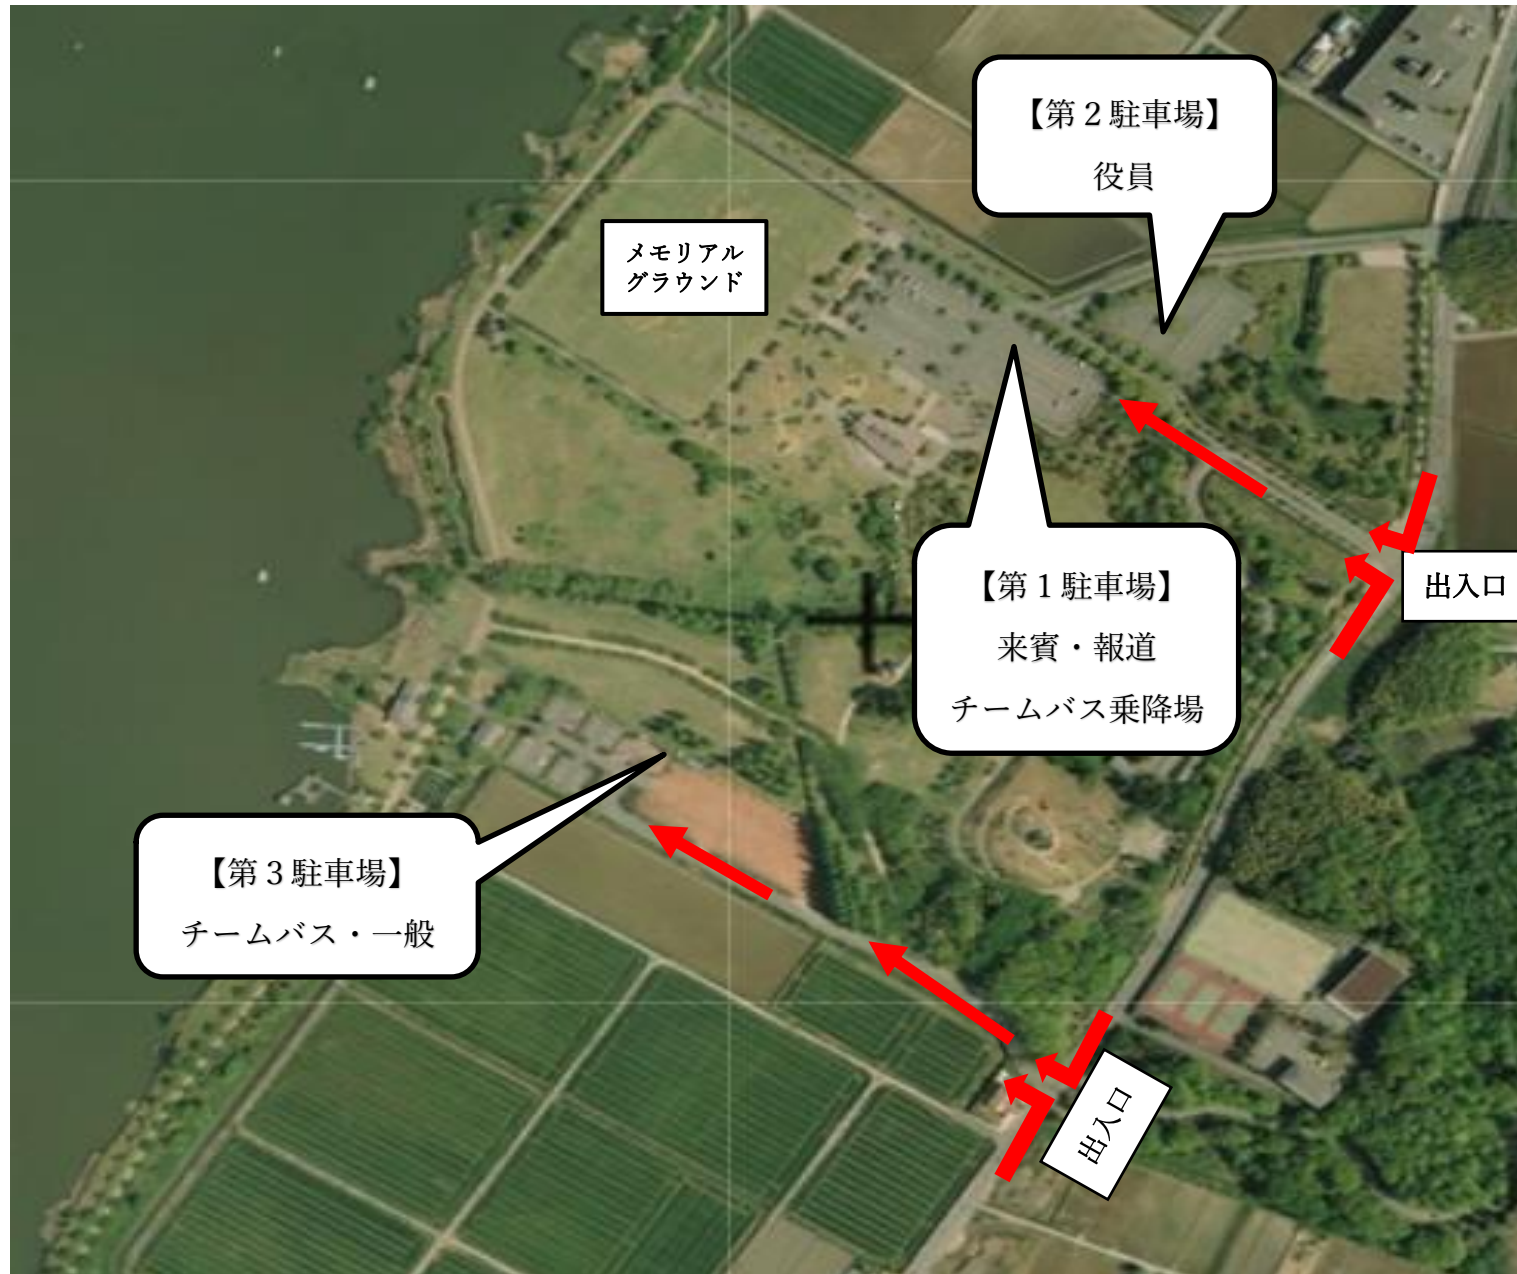 【第２駐車場】
役員
メモリアル
グラウンド
【第１駐車場】
来賓・報道
チームバス乗降場
出入口
【第３駐車場】
チームバス・一般
出入口